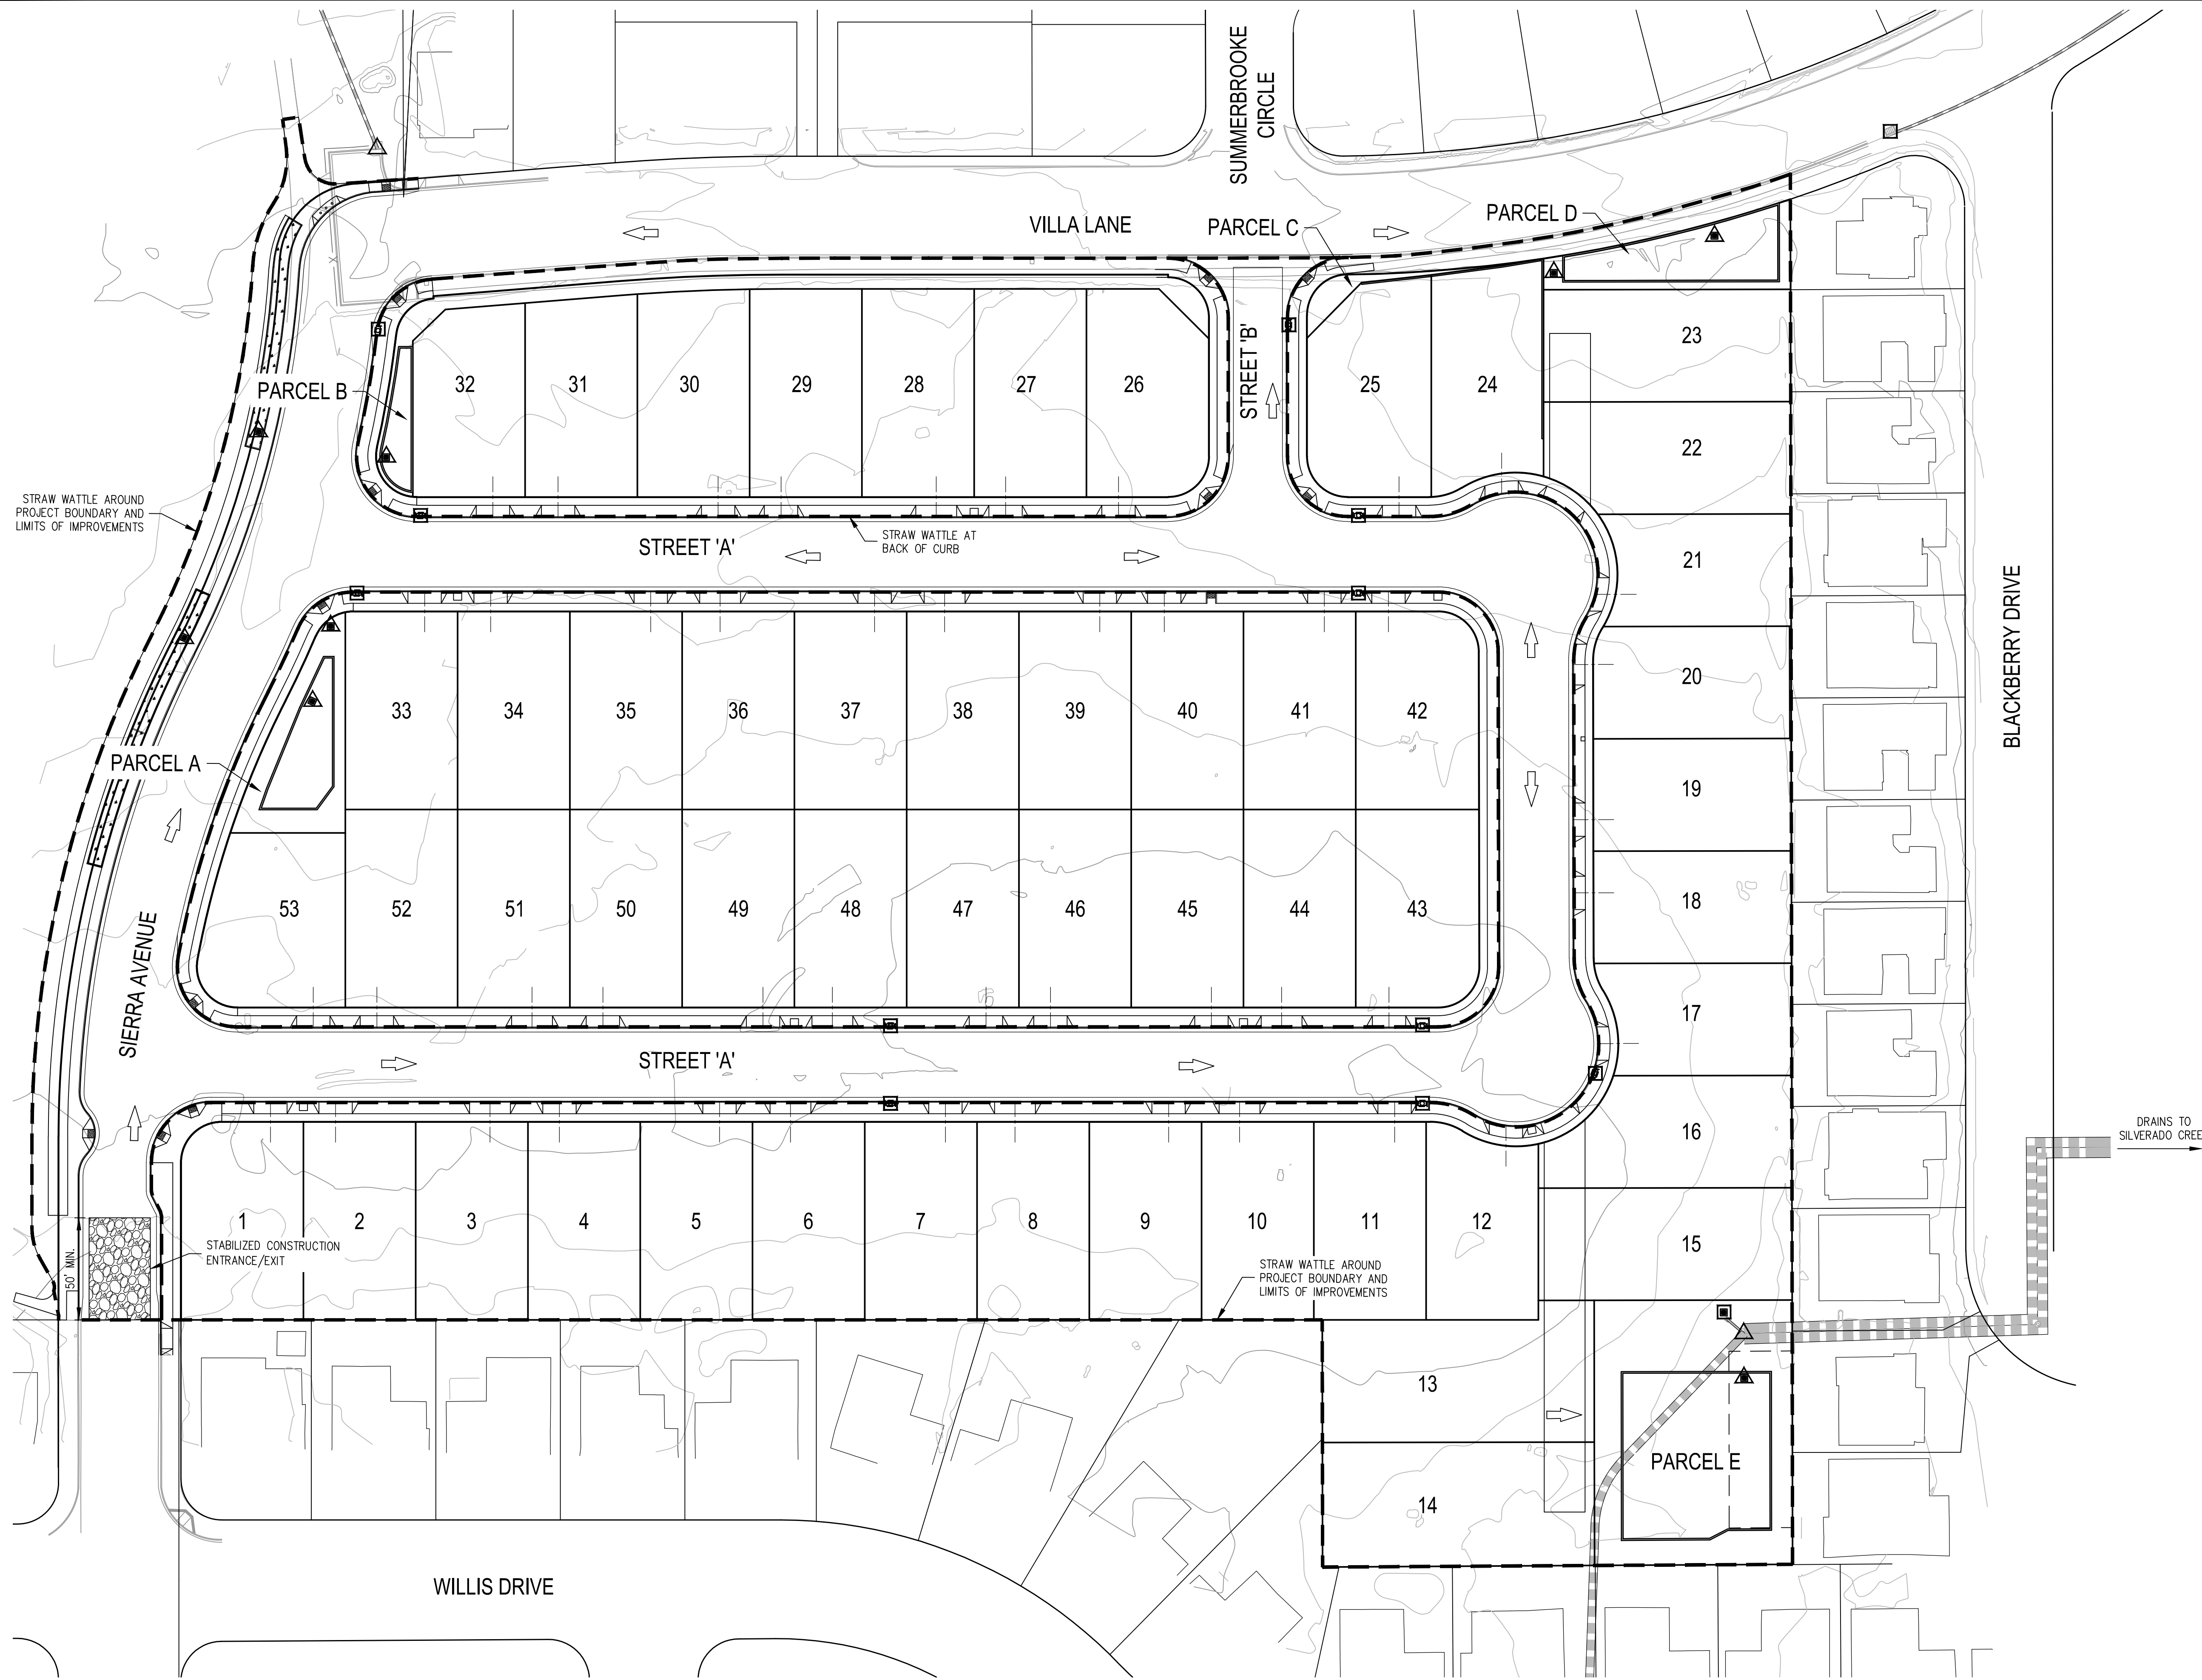 SUMMERBROOKE
CIRCLE
VILLA LANE
PARCEL C
PARCEL D
STREET 'B'
PARCEL B
32
31
30
29
28
27
26
25
24
23
22
21
20
19
18
17
16
15
STRAW WATTLE AROUND
PROJECT BOUNDARY AND
LIMITS OF IMPROVEMENTS
STREET 'A'
STRAW WATTLE AT
BACK OF CURB
BLACKBERRY DRIVE
PARCEL A
33
34
35
36
37
38
39
40
41
42
53
52
51
50
49
48
47
46
45
44
43
SIERRA AVENUE
STREET 'A'
DRAINS TO
SILVERADO CREE
1
2
3
4
5
6
7
8
9
10
11
12
50' MIN.
STABILIZED CONSTRUCTION
ENTRANCE/EXIT
STRAW WATTLE AROUND
PROJECT BOUNDARY AND
LIMITS OF IMPROVEMENTS
13
14
PARCEL E
WILLIS DRIVE